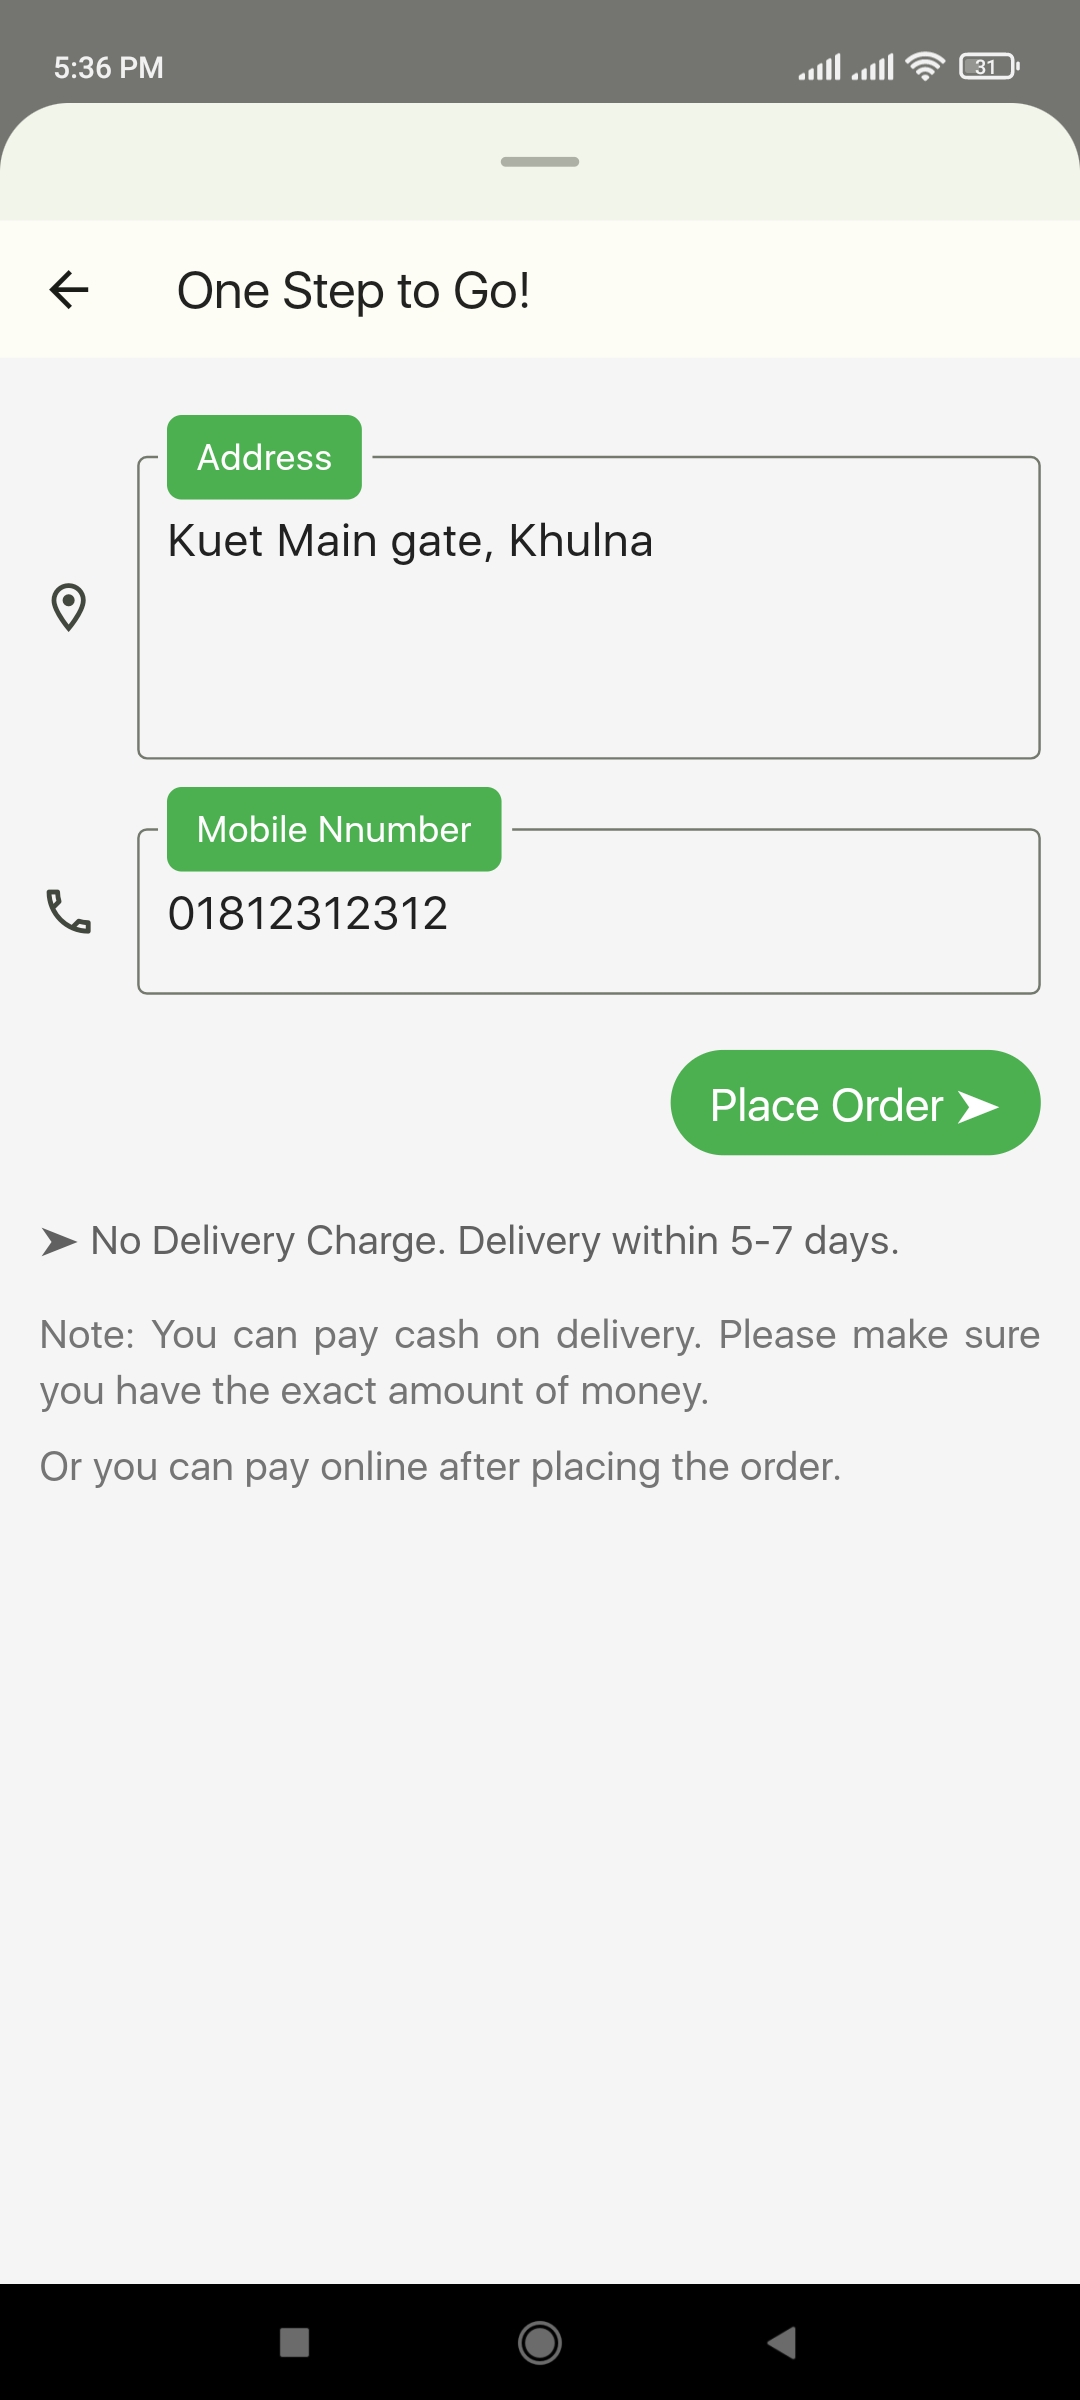 5:36 PM
31
One Step to Go!
Address
Kuet Main gate, Khulna
Mobile Nnumber
01812312312
Place Order ➤
➤ No Delivery Charge. Delivery within 5-7 days.
Note: You can pay cash on delivery. Please make sure
you have the exact amount of money.
Or you can pay online after placing the order.